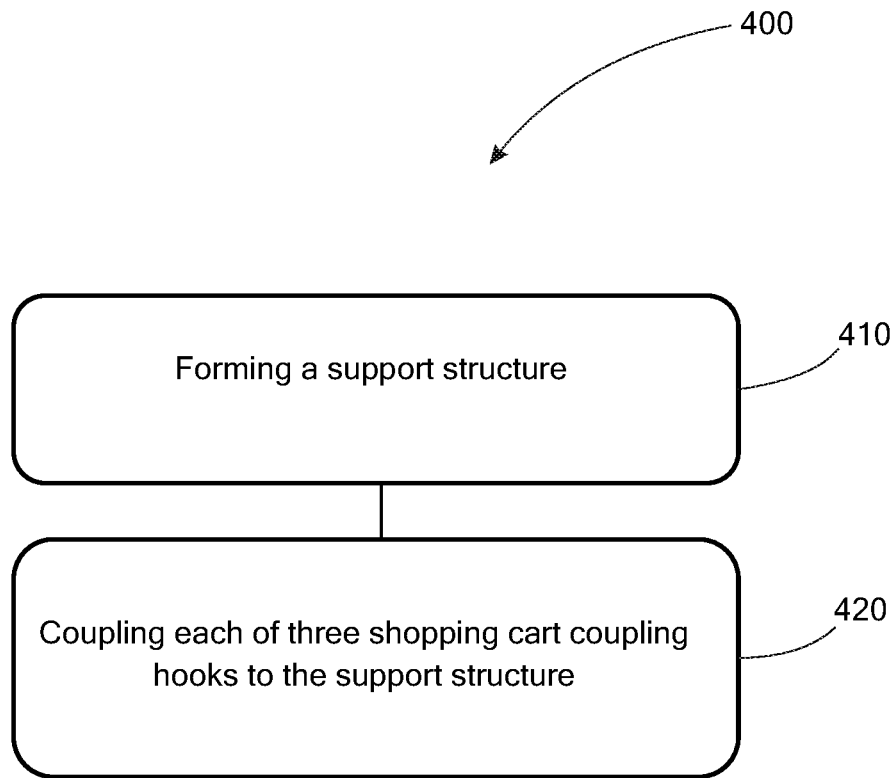 400
410
Forming a support structure
420
Coupling each of three shopping cart coupling
hooks to the support structure